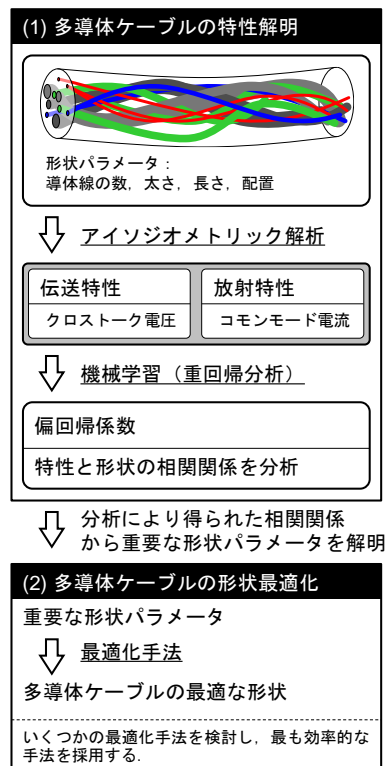 (1) 多導体ケーブルの特性解明
形状パラメータ：
導体線の数，太さ，長さ，配置
アイソジオメトリック解析
伝送特性
放射特性
クロストーク電圧
コモンモード電流
機械学習（重回帰分析）
偏回帰係数
特性と形状の相関関係を分析
分析により得られた相関関係
から重要な形状パラメータを解明
(2) 多導体ケーブルの形状最適化
重要な形状パラメータ
最適化手法
多導体ケーブルの最適な形状
いくつかの最適化手法を検討し，最も効率的な
手法を採用する.